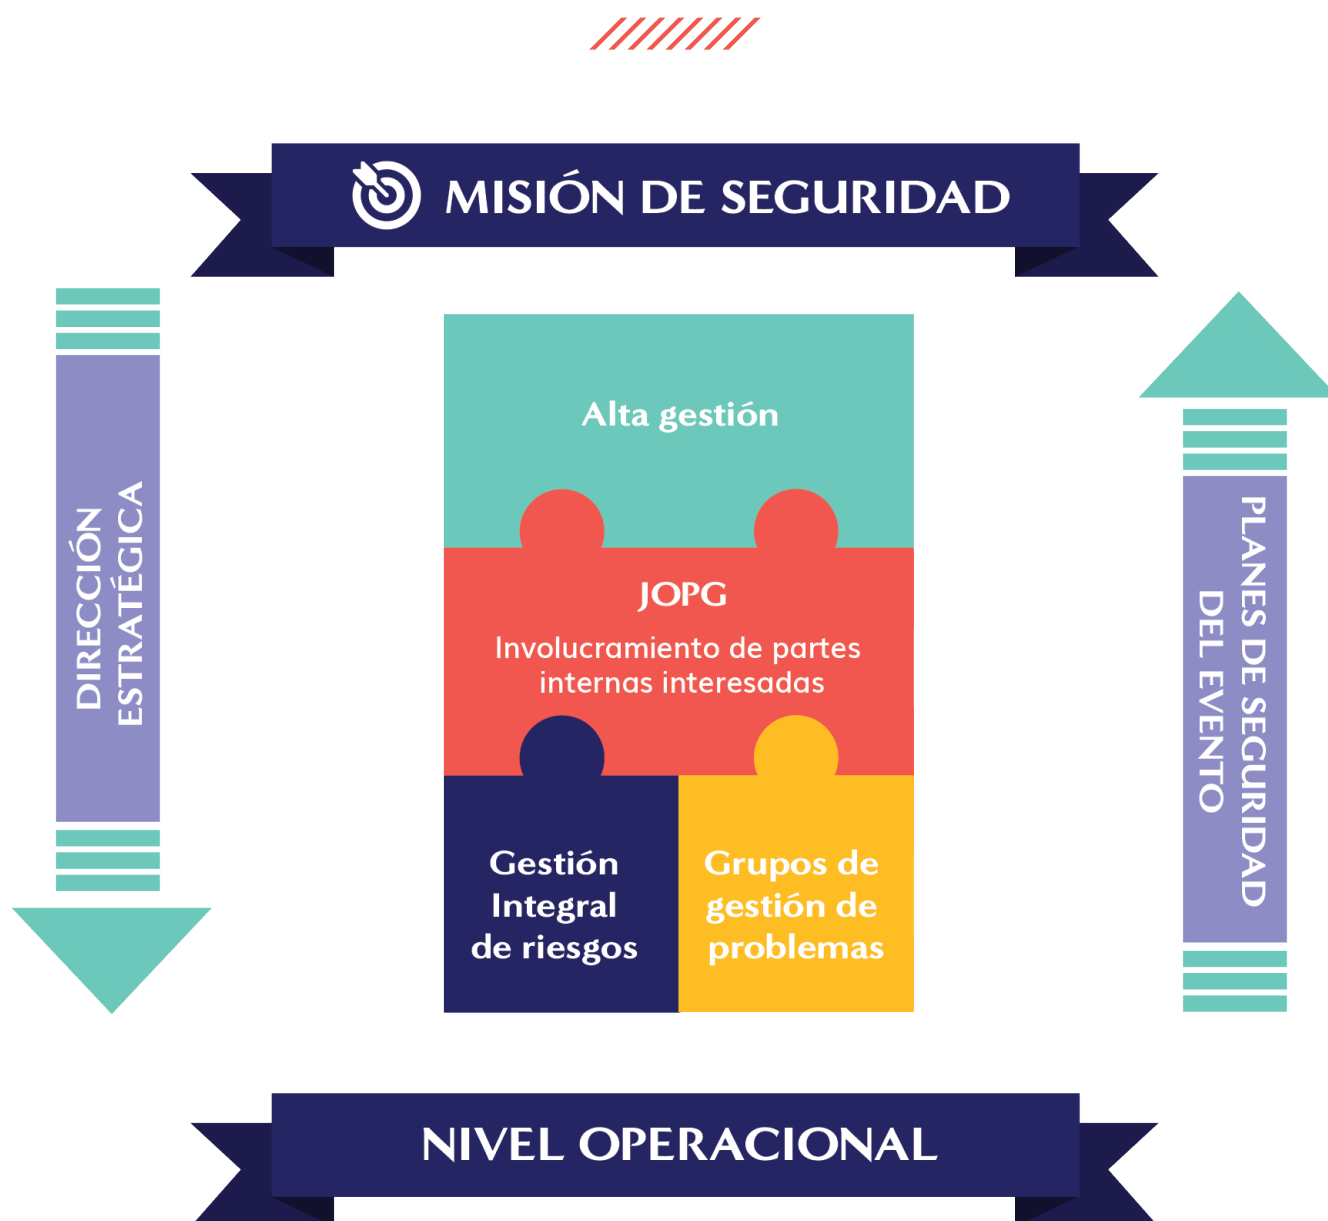 MISIÓN DE SEGURIDAD
DIRECCIÓN
ESTRATÉGICA
Alta gestión
JOPG
Involucramiento de partes
internas interesadas
Gestión
Integral
de riesgos
Grupos de
gestión de
problemas
PLANES DE SEGURIDAD
DEL EVENTO
NIVEL OPERACIONAL